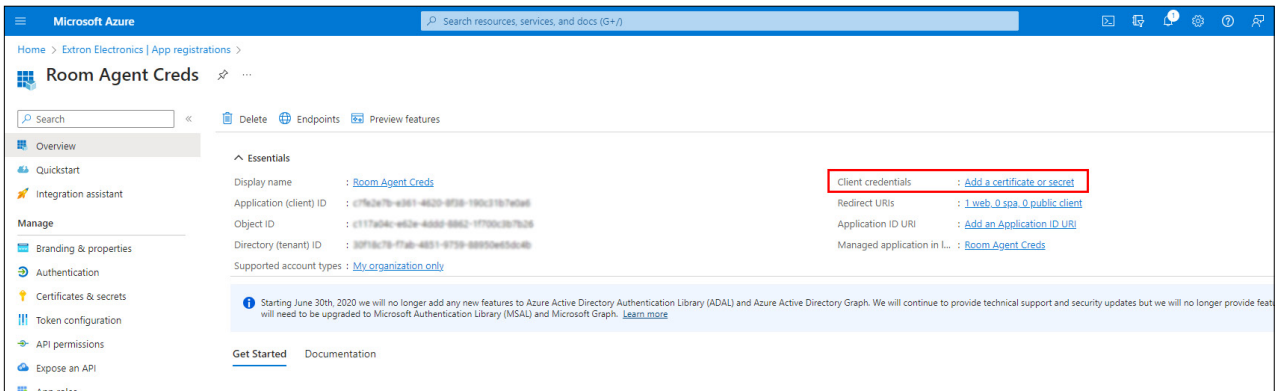 Microsoft Azure
Search resources, services, and docs (G+/)
1
Home > Extron Electronics | App registrations >
Room Agent Creds
Search
Delete Endpoints Preview features
Overview
Quickstart
Integration assistant
Manage
Branding & properties
Authentication
Certificates & secrets
Token configuration
API permissions
Expose an API
Essentials
Display name : Room Agent Creds
Application (client) ID :
Object ID :
Directory (tenant) ID :
Supported account types : My organization only
Client credentials : Add a certificate or secret
Redirect URIs : 1 web, 0 spa, 0 public client
Application ID URI : Add an Application ID URI
Managed application in l... : Room Agent Creds
Starting June 30th, 2020 we will no longer add any new features to Azure Active Directory Authentication Library (ADAL) and Azure Active Directory Graph. We will continue to provide technical support and security updates but we will no longer provide
will need to be upgraded to Microsoft Authentication Library (MSAL) and Microsoft Graph. Learn more
Get Started Documentation